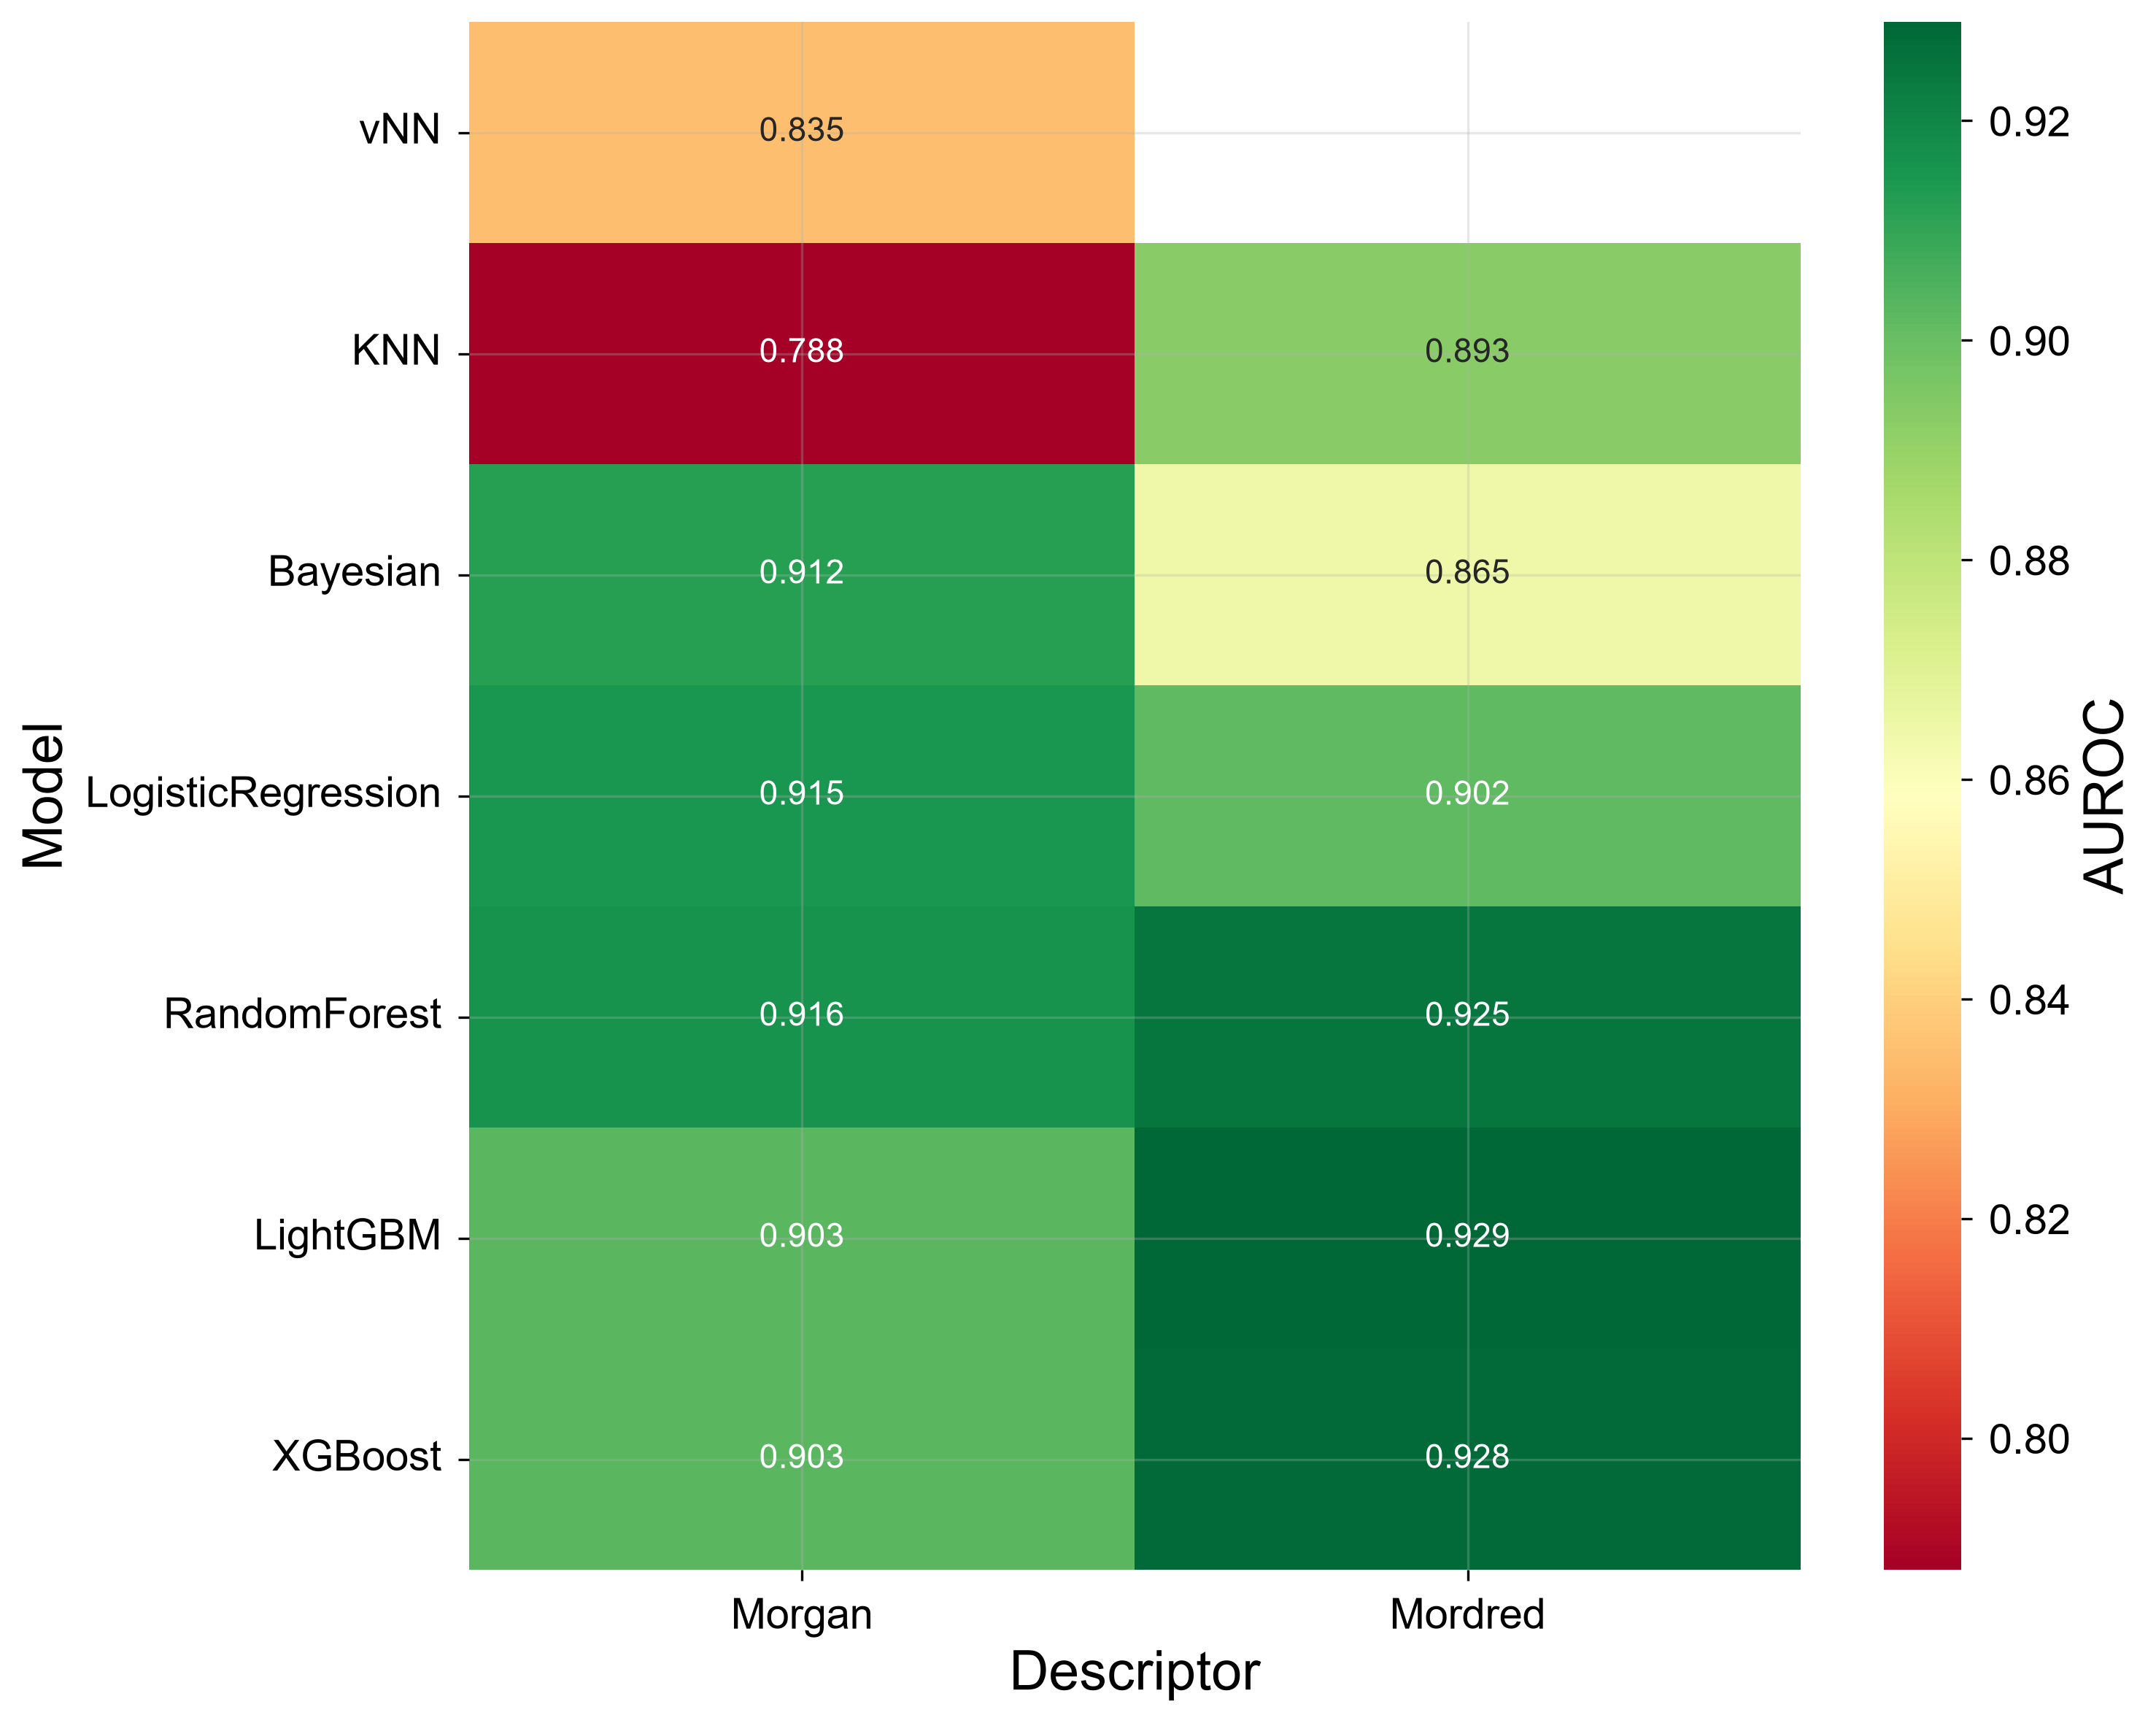 Model
vNN
0.835
KNN
0.788 0.893
Bayesian
0.912 0.865
LogisticRegression
0.915 0.902
RandomForest
0.916 0.925
LightGBM
0.903 0.929
XGBoost
0.903 0.928
Morgan Mordred
Descriptor
0.92
0.90
0.88
0.86
0.84
0.82
0.80
AUROC